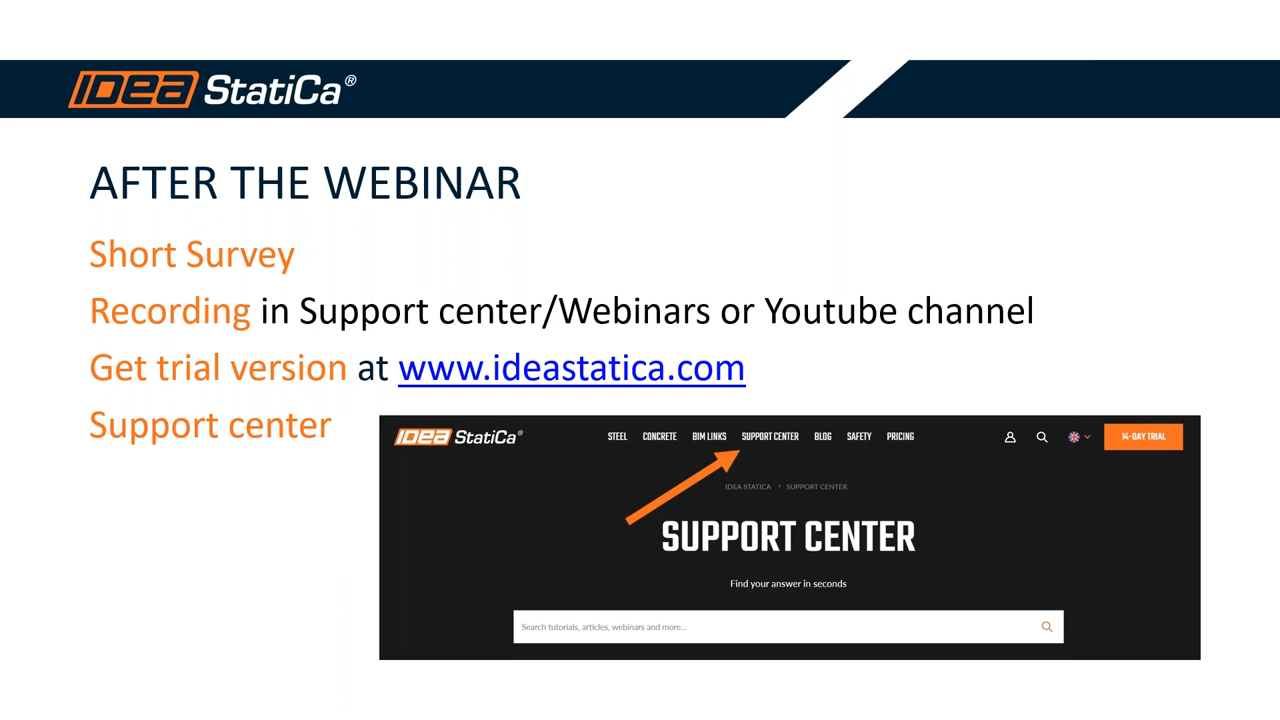 IDEA StatiCa®
AFTER THE WEBINAR
Short Survey
Recording in Support center/Webinars or Youtube channel
Get trial version at www.ideastatica.com
Support center
IDEA StatiCa®
STEEL CONCRETE BIM LINKS SUPPORT CENTER BLOG SAFETY PRICING
14-DAY TRIAL
IDEA STATICA › SUPPORT CENTER
SUPPORT CENTER
Find your answer in seconds
Search tutorials, articles, webinars and more...